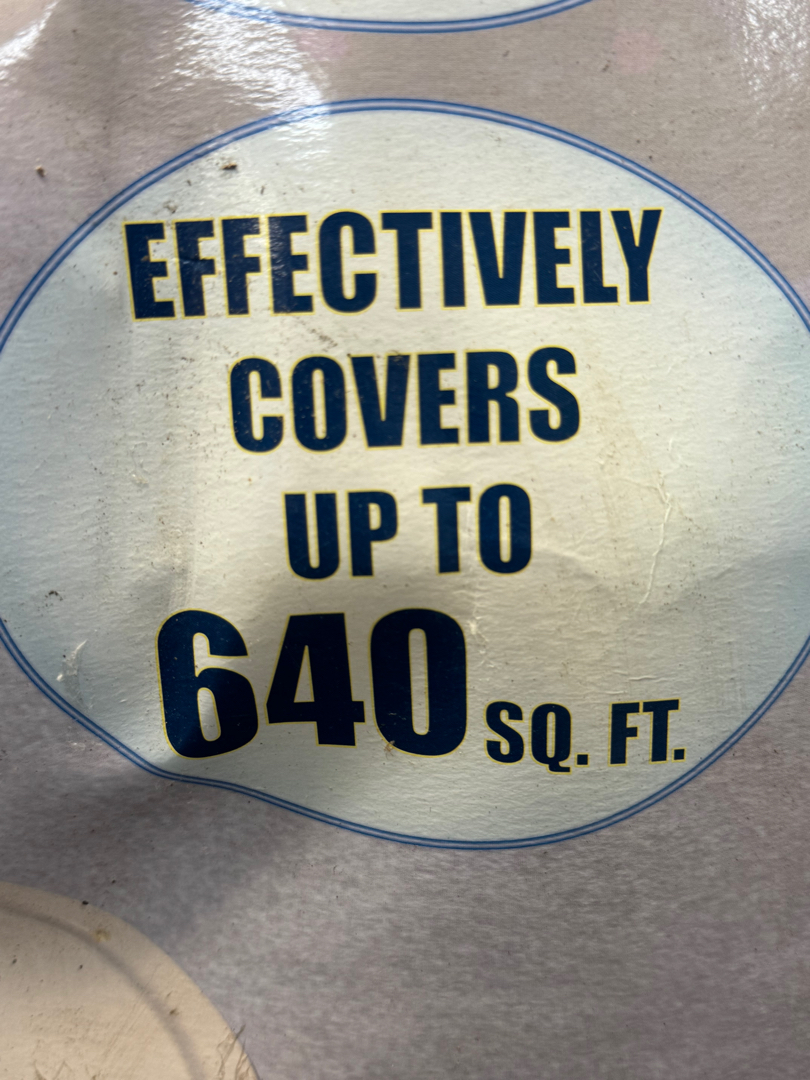 EFFECTIVELY
COVERS
UP TO
640 SQ. FT.